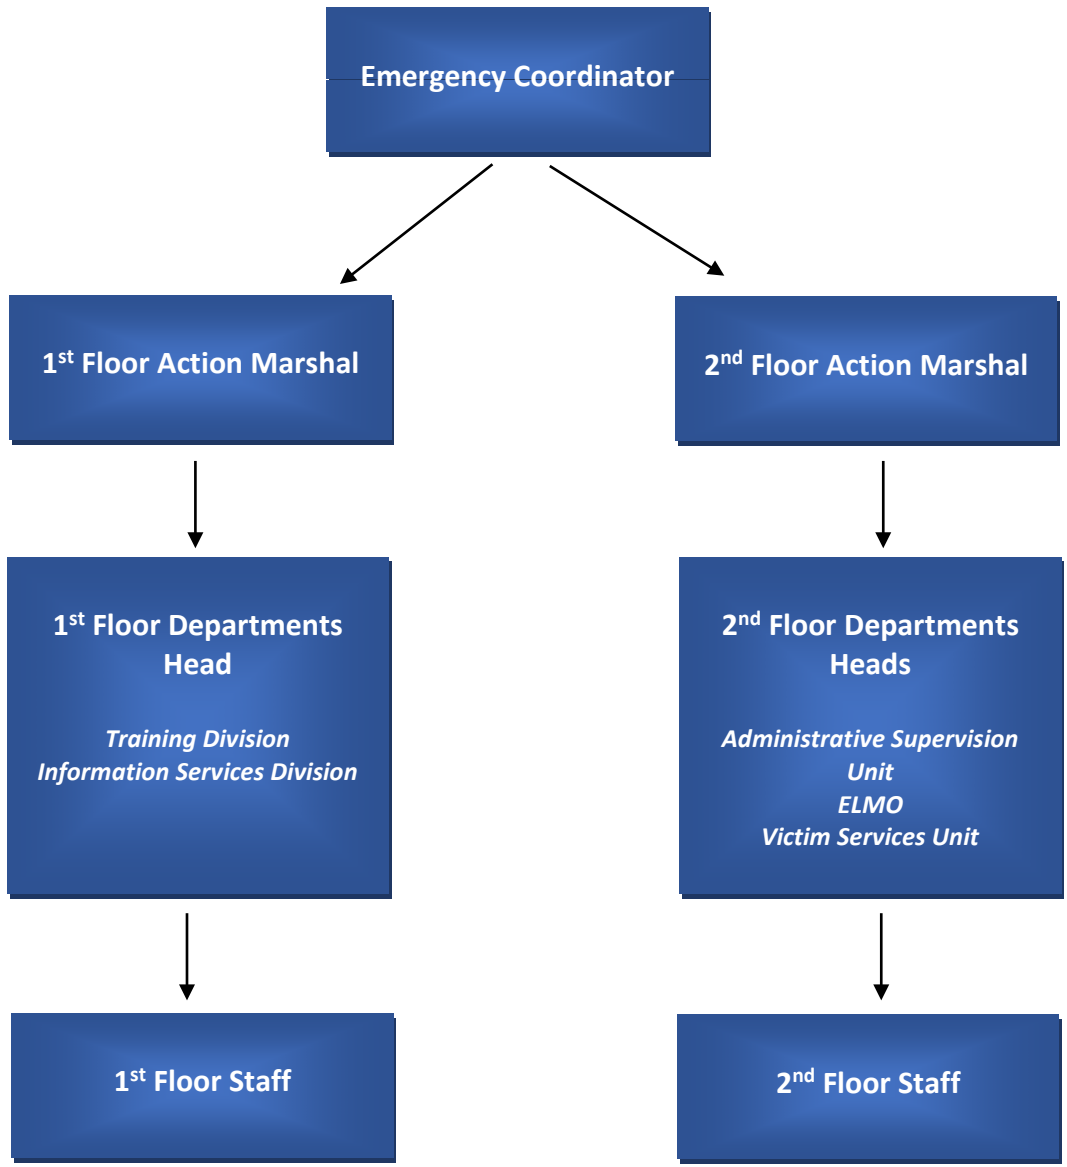 Emergency Coordinator
1st Floor Action Marshal
2nd Floor Action Marshal
1st Floor Departments
Head
Training Division
Information Services Division
2nd Floor Departments
Heads
Administrative Supervision
Unit
ELMO
Victim Services Unit
1st Floor Staff
2nd Floor Staff